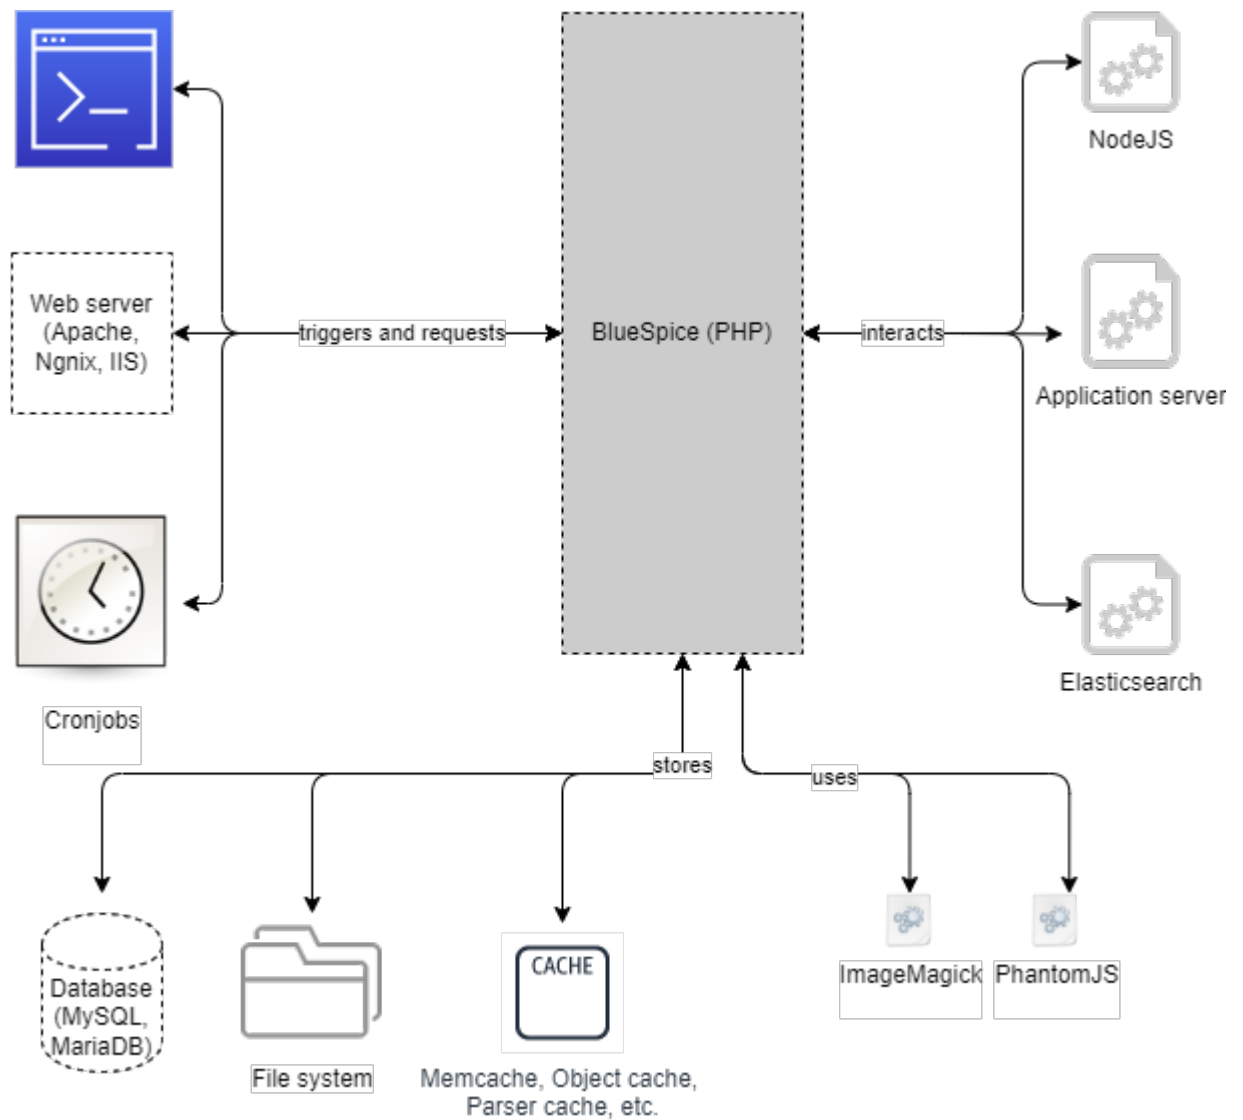 >_
NodeJS
Web server
(Apache,
Ngnix, IIS)
triggers and requests
BlueSpice (PHP)
interacts
Application server
Elasticsearch
Cronjobs
stores
uses
Database
(MySQL,
MariaDB)
File system
CACHE
Memcache, Object cache,
Parser cache, etc.
ImageMagick
PhantomJS